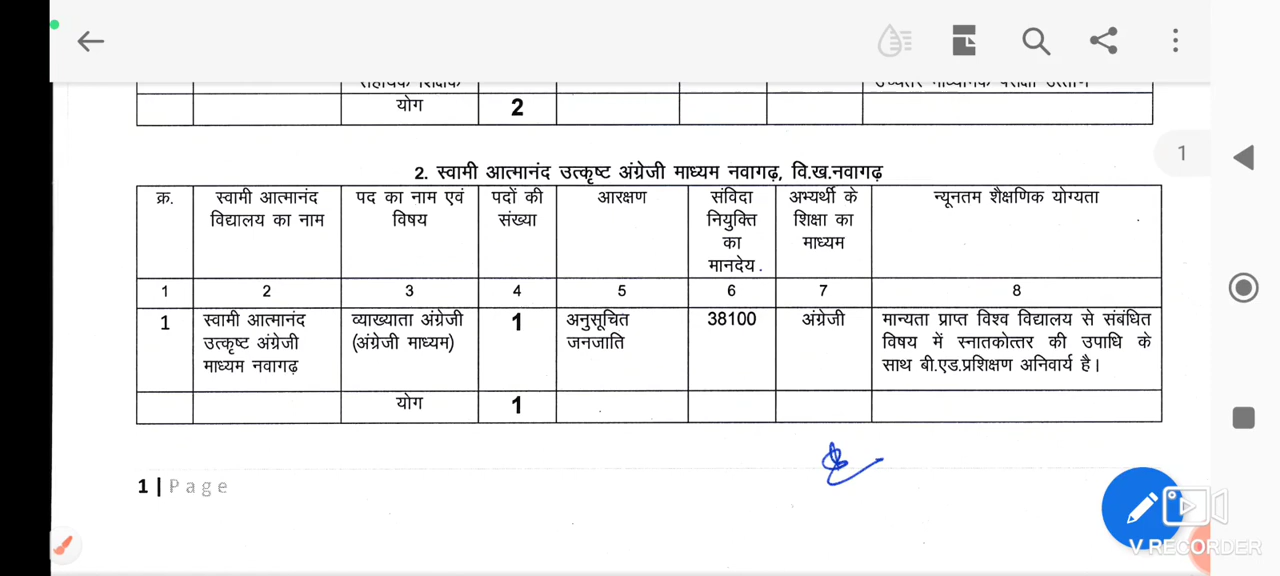 योग 2
1
2. स्वामी आत्मानंद उत्कृष्ट अंग्रेजी माध्यम नवागढ़, वि.ख.नवागढ़
क्र. स्वामी आत्मानंद विद्यालय का नाम पद का नाम एवं विषय पदों की संख्या आरक्षण संविदा नियुक्ति का मानदेय. अभ्यर्थी के शिक्षा का माध्यम न्यूनतम शैक्षणिक योग्यता
1 2 3 4 5 6 7 8
1 स्वामी आत्मानंद व्याख्याता अंग्रेजी 1 अनुसूचित 38100 अंग्रेजी मान्यता प्राप्त विश्व विद्यालय से संबंधित
उत्कृष्ट अंग्रेजी (अंग्रेजी माध्यम) जनजाति विषय में स्नातकोत्तर की उपाधि के
माध्यम नवागढ़ साथ बी.एड.प्रशिक्षण अनिवार्य है।
योग 1
1 | Page
V RECORDER